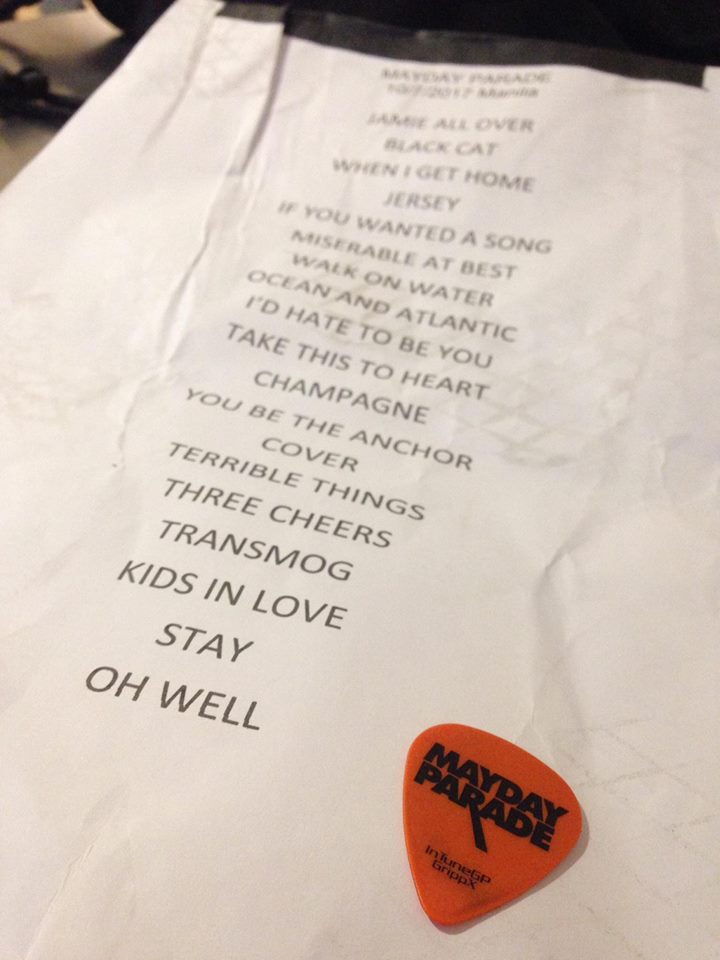 MAYDAY PARADE
10/7/2017 Manila
JAMIE ALL OVER
BLACK CAT
WHEN I GET HOME
JERSEY
IF YOU WANTED A SONG
MISERABLE AT BEST
WALK ON WATER
OCEAN AND ATLANTIC
I'D HATE TO BE YOU
TAKE THIS TO HEART
CHAMPAGNE
YOU BE THE ANCHOR
COVER
TERRIBLE THINGS
THREE CHEERS
TRANSMOG
KIDS IN LOVE
STAY
OH WELL
MAYDAY
PARADE
InTuneGP
GrippX